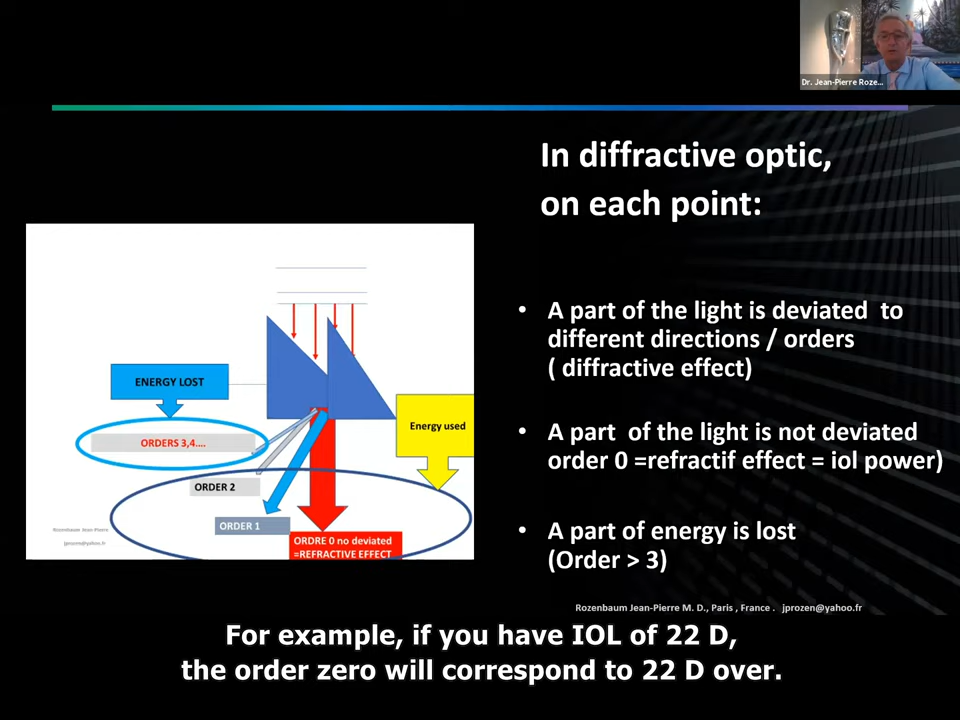 Dr. Jean-Pierre Roze...
In diffractive optic,
on each point:
• A part of the light is deviated to
different directions / orders
( diffractive effect)
• A part of the light is not deviated
order 0 =refractif effect = iol power)
• A part of energy is lost
(Order > 3)
ENERGY LOST
Energy used
ORDERS 3,4....
ORDER 2
ORDER 1
ORDRE 0 no deviated
=REFRACTIVE EFFECT
Rozenbaum Jean-Pierre
jprozen@yahoo.fr
Rozenbaum Jean-Pierre M. D., Paris , France . jprozen@yahoo.fr
For example, if you have IOL of 22 D,
the order zero will correspond to 22 D over.